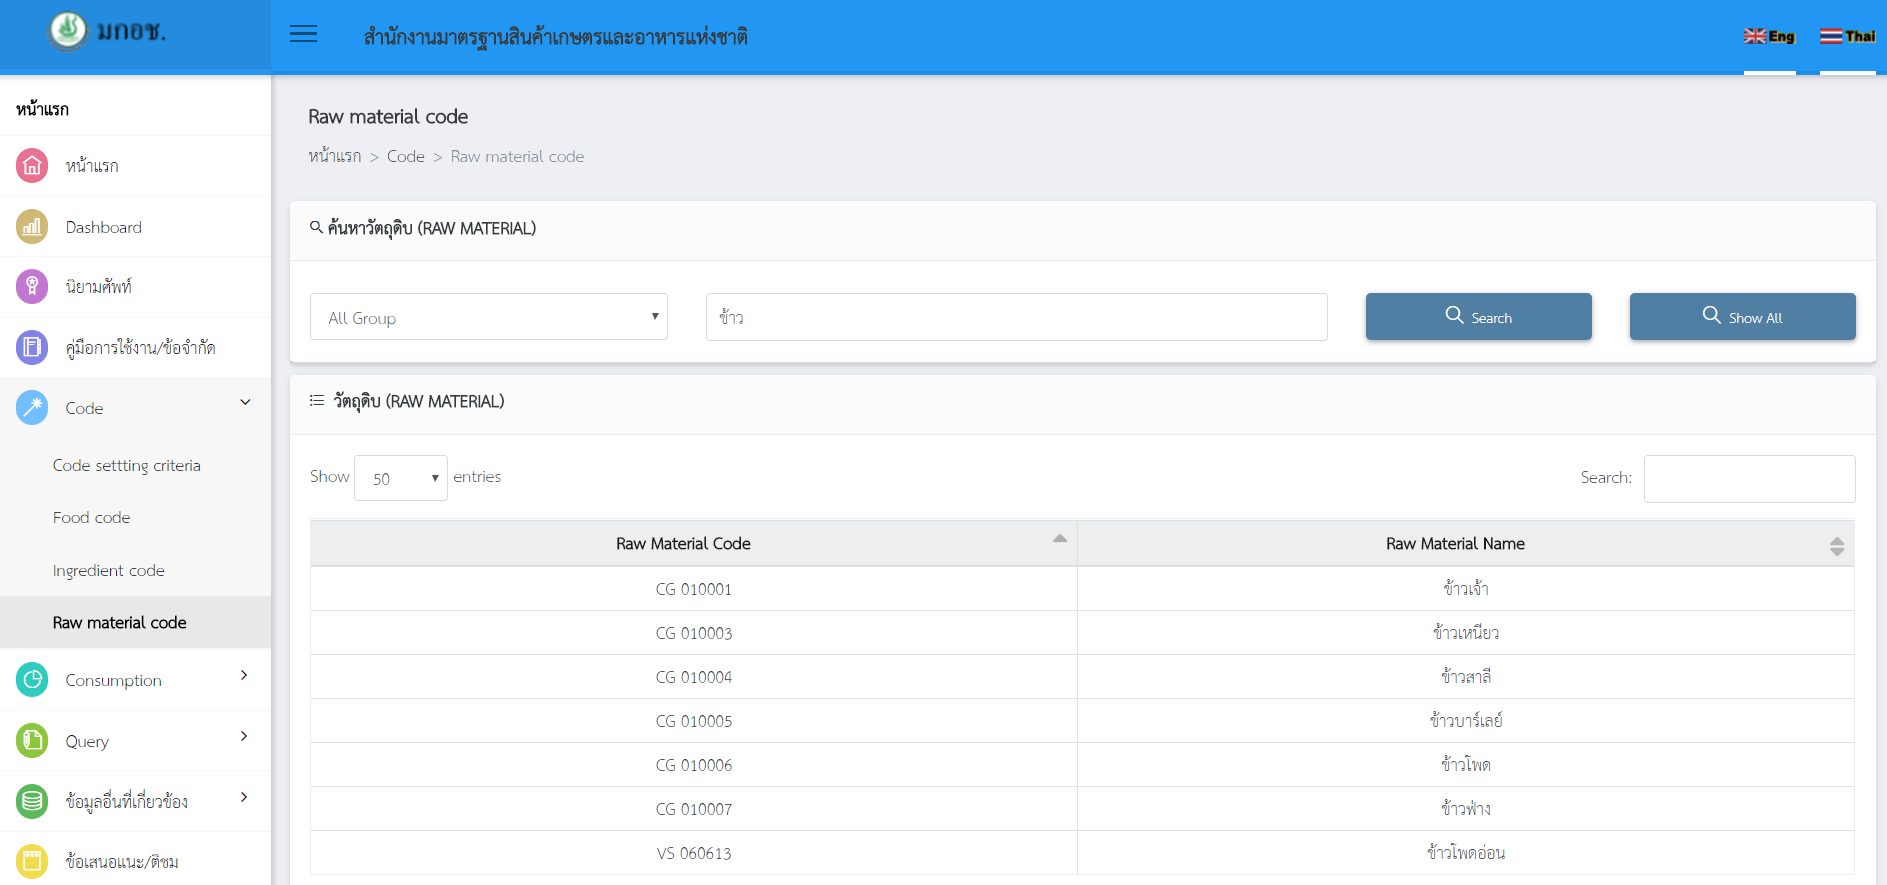 มกอช.
สำนักงานมาตรฐานสินค้าเกษตรและอาหารแห่งชาติ
Eng
Thai
หน้าแรก
หน้าแรก
Dashboard
นิยามศัพท์
คู่มือการใช้งาน/ข้อจำกัด
Code
Code settting criteria
Food code
Ingredient code
Raw material code
Consumption
Query
ข้อมูลอื่นที่เกี่ยวข้อง
ข้อเสนอแนะ/ติชม
Raw material code
หน้าแรก > Code > Raw material code
ค้นหาวัตถุดิบ (RAW MATERIAL)
All Group
ข้าว
Search
Show All
วัตถุดิบ (RAW MATERIAL)
Show 50 entries
Search:
Raw Material Code Raw Material Name
CG 010001 ข้าวเจ้า
CG 010003 ข้าวเหนียว
CG 010004 ข้าวสาลี
CG 010005 ข้าวบาร์เลย์
CG 010006 ข้าวโพด
CG 010007 ข้าวฟ่าง
VS 060613 ข้าวโพดอ่อน